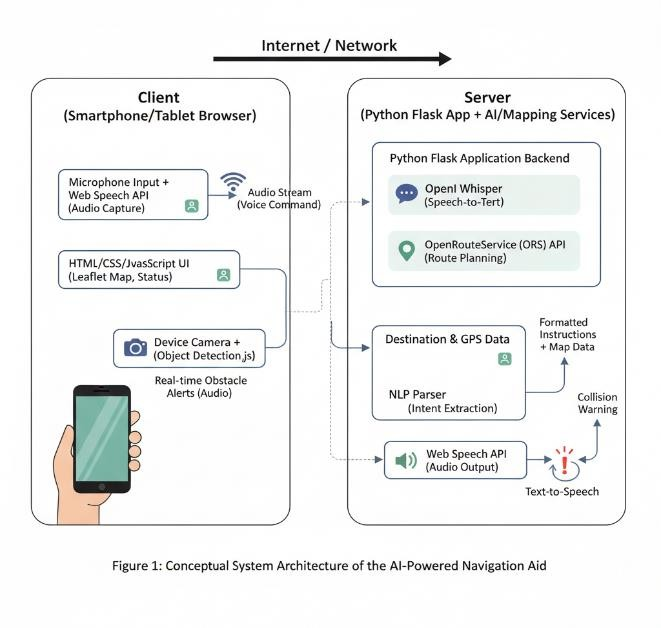 Internet / Network
Client
(Smartphone/Tablet Browser)
Microphone Input +
Web Speech API
(Audio Capture)
Audio Stream
(Voice Command)
HTML/CSS/JvasScript UI
(Leaflet Map, Status)
Device Camera +
(Object Detection.js)
Real-time Obstacle
Alerts (Audio)
Server
(Python Flask App + AI/Mapping Services)
Python Flask Application Backend
OpenI Whisper
(Speech-to-Tert)
OpenRouteService (ORS) API
(Route Planning)
Destination & GPS Data
NLP Parser
(Intent Extraction)
Formatted
Instructions
+ Map Data
Collision
Warning
Web Speech API
(Audio Output)
Text-to-Speech
Figure 1: Conceptual System Architecture of the AI-Powered Navigation Aid